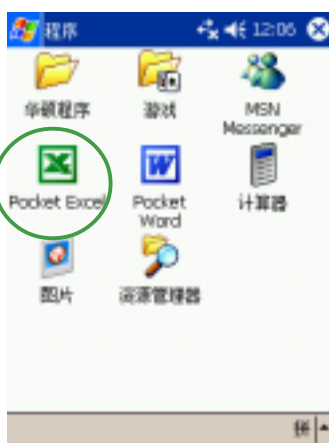 程序 12:06
华硕程序 游戏 MSN Messenger
Pocket Excel Pocket Word 计算器
图片 资源管理器
拼